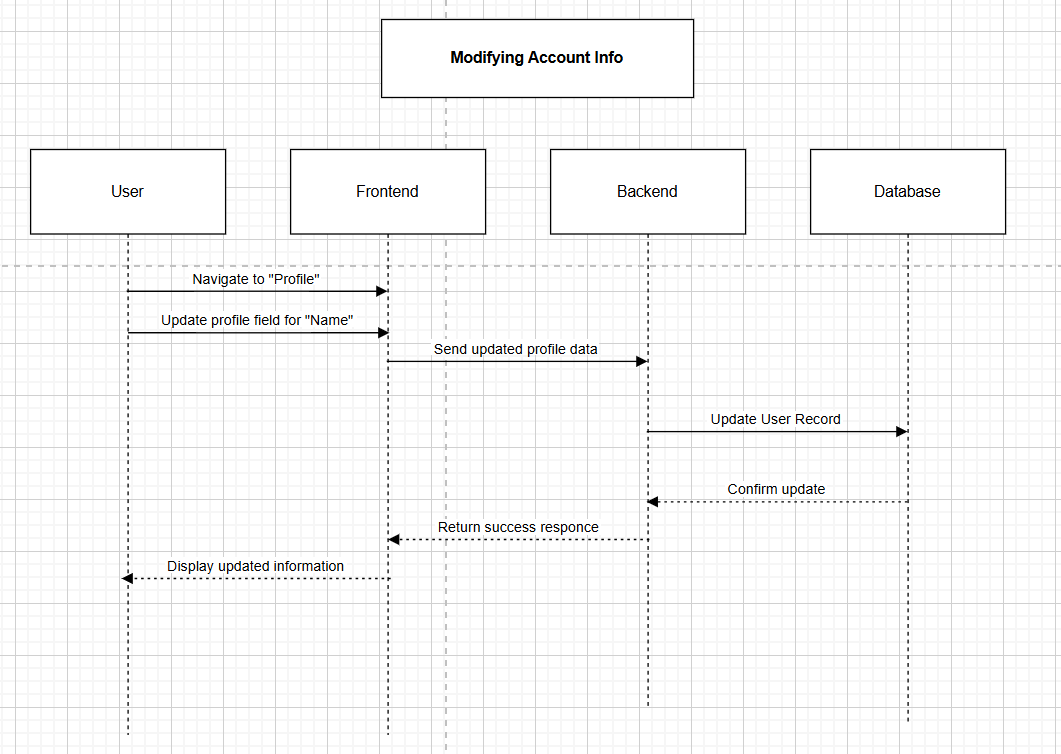 Modifying Account Info
User
Frontend
Backend
Database
Navigate to "Profile"
Update profile field for "Name"
Send updated profile data
Update User Record
Confirm update
Return success responce
Display updated information